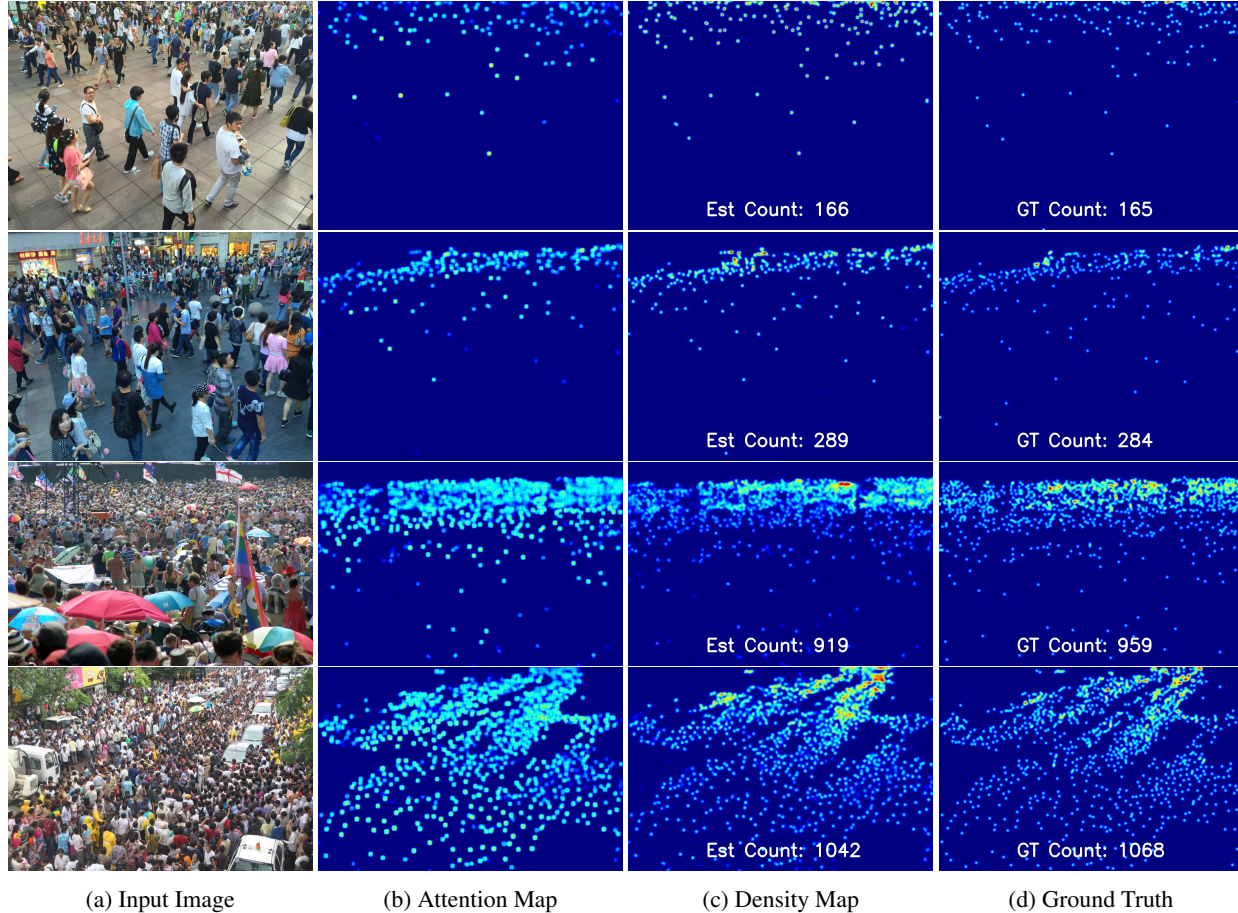 Est Count: 166
GT Count: 165
Est Count: 289
GT Count: 284
Est Count: 919
GT Count: 959
Est Count: 1042
GT Count: 1068
(a) Input Image
(b) Attention Map
(c) Density Map
(d) Ground Truth